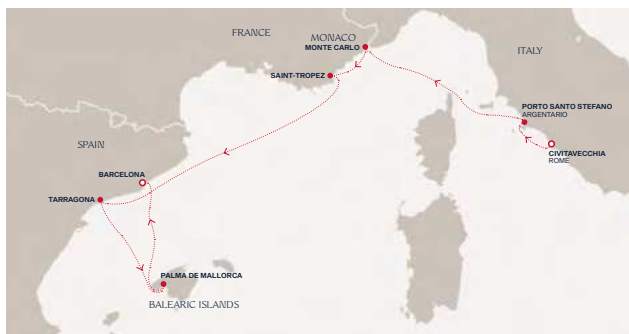 FRANCE
MONACO
MONTE CARLO
ITALY
SAINT-TROPEZ
PORTO SANTO STEFANO
ARGENTARIO
CIVITAVECCHIA
ROME
SPAIN
BARCELONA
TARRAGONA
PALMA DE MALLORCA
BALEARIC ISLANDS